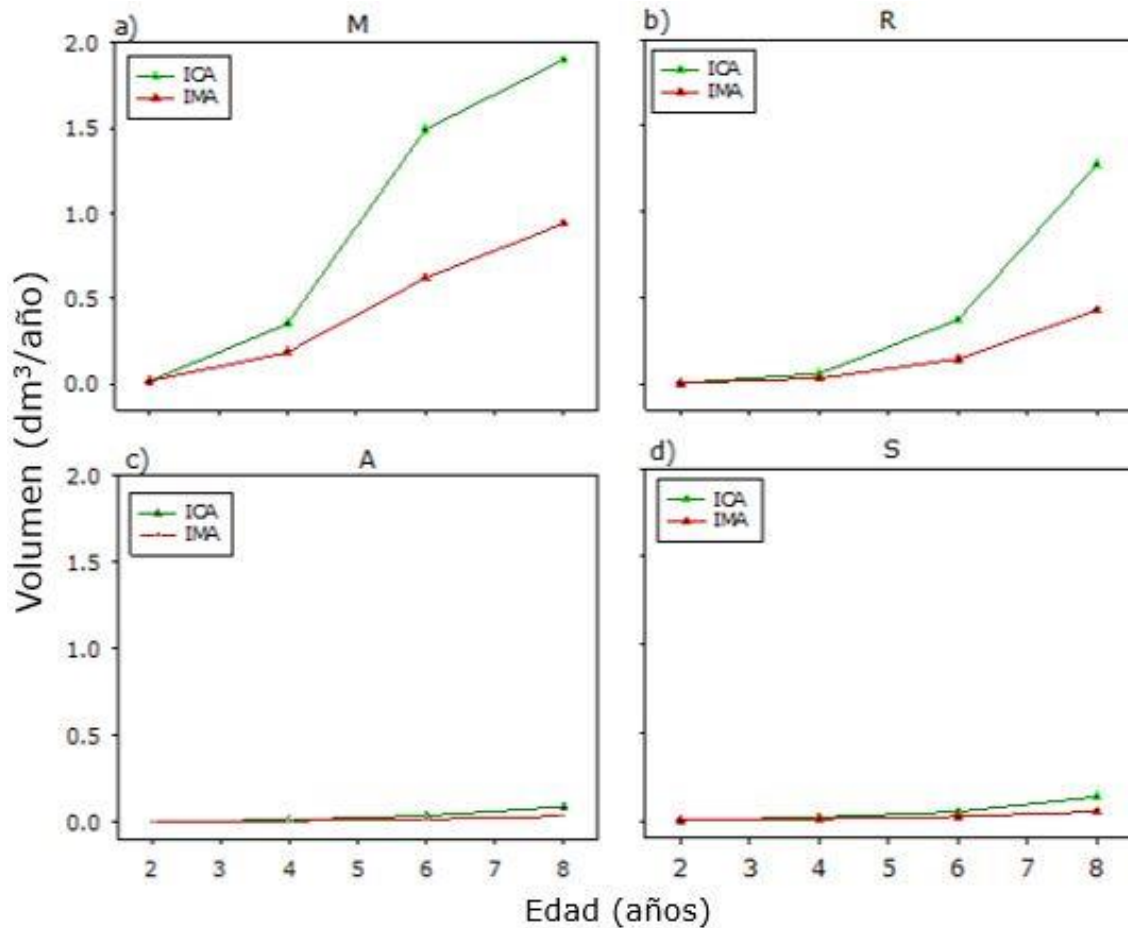 a)
M
ICA
IMA
2.0
1.5
1.0
0.5
0.0
b)
R
ICA
IMA
c)
A
ICA
IMA
2.0
1.5
1.0
0.5
0.0
2 3 4 5 6 7 8
d)
S
ICA
IMA
2 3 4 5 6 7 8
Volumen (dm³/año)
Edad (años)